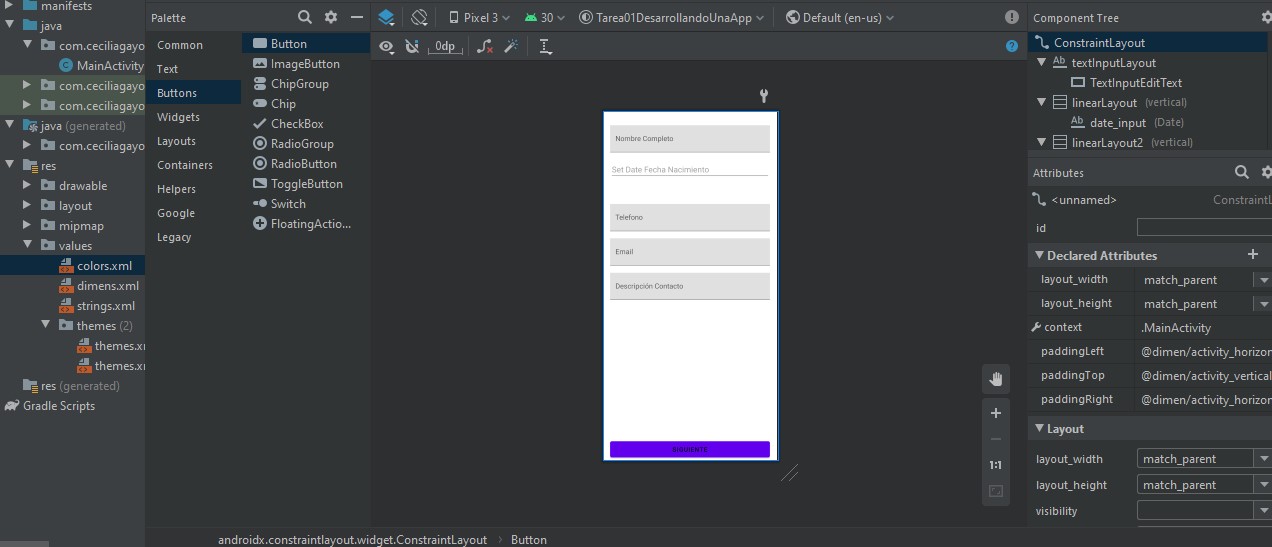 manifests
java
com.ceciliagayo
MainActivity
com.ceciliagayo
com.ceciliagayo
java (generated)
com.ceciliagayo
res
drawable
layout
mipmap
values
colors.xml
dimens.xml
strings.xml
themes (2)
themes.x
themes.x
res (generated)
Gradle Scripts
Palette
Common
Text
Buttons
Widgets
Layouts
Containers
Helpers
Google
Legacy
Button
ImageButton
ChipGroup
Chip
CheckBox
RadioGroup
RadioButton
ToggleButton
Switch
FloatingActio...
Pixel 3
30
Tarea01DesarrollandoUnaApp
Default (en-us)
0dp
Nombre Completo
Set Date Fecha Nacimiento
Telefono
Email
Descripción Contacto
SIGUIENTE
1:1
Component Tree
ConstraintLayout
Ab textInputLayout
TextInputEditText
linearLayout (vertical)
Ab date_input (Date)
linearLayout2 (vertical)
Attributes
<unnamed> ConstraintL
id
Declared Attributes
layout_width match_parent
layout_height match_parent
context .MainActivity
paddingLeft @dimen/activity_horizon
paddingTop @dimen/activity_vertical
paddingRight @dimen/activity_horizon
Layout
layout_width match_parent
layout_height match_parent
visibility
androidx.constraintlayout.widget.ConstraintLayout › Button